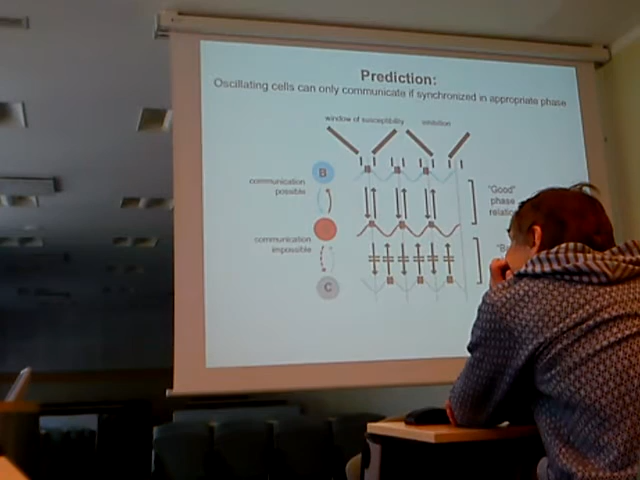 Prediction:
Oscillating cells can only communicate if synchronized in appropriate phase
window of susceptibility inhibition
B
communication
possible
"Good"
phase
communication
impossible
C